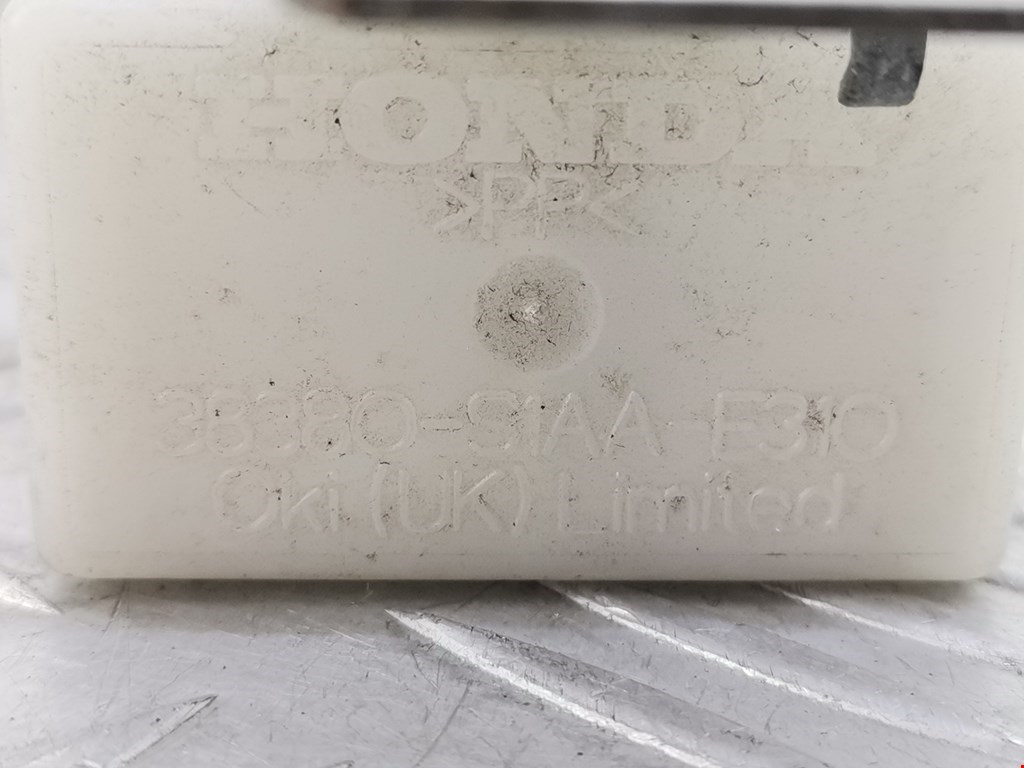 HONDA
>PP<
38380-S1AA-E310
Oki (UK) Limited